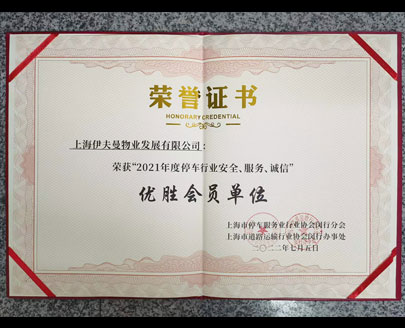 荣誉证书
HONORARY CREDENTIAL
上海伊夫曼物业发展有限公司：
荣获“2021年度停车行业安全、服务、诚信”
优胜会员单位
上海市停车服务业行业协会闵行分会
上海市道路运输行业协会闵行办事处
二〇二二年七月五日